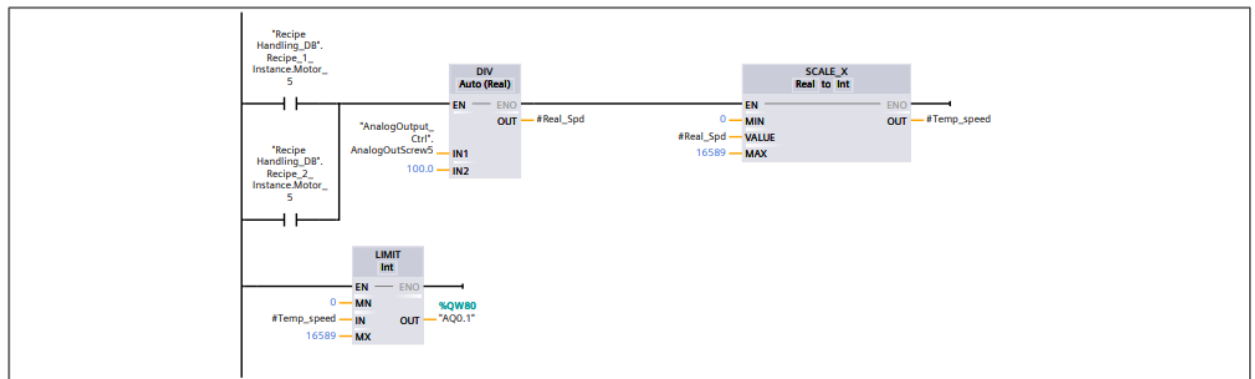 "Recipe
Handling_DB".
Recipe_1_
Instance.Motor_
5
DIV
Auto (Real)
EN
ENO
OUT
#Real_Spd
"AnalogOutput_
Ctrl".
AnalogOutScrew5
IN1
100.0
IN2
SCALE_X
Real to Int
EN
ENO
0
MIN
OUT
#Temp_speed
#Real_Spd
VALUE
16589
MAX
"Recipe
Handling_DB".
Recipe_2_
Instance.Motor_
5
LIMIT
Int
EN
ENO
0
MN
%QW80
#Temp_speed
IN
OUT
"AQ0.1"
16589
MX